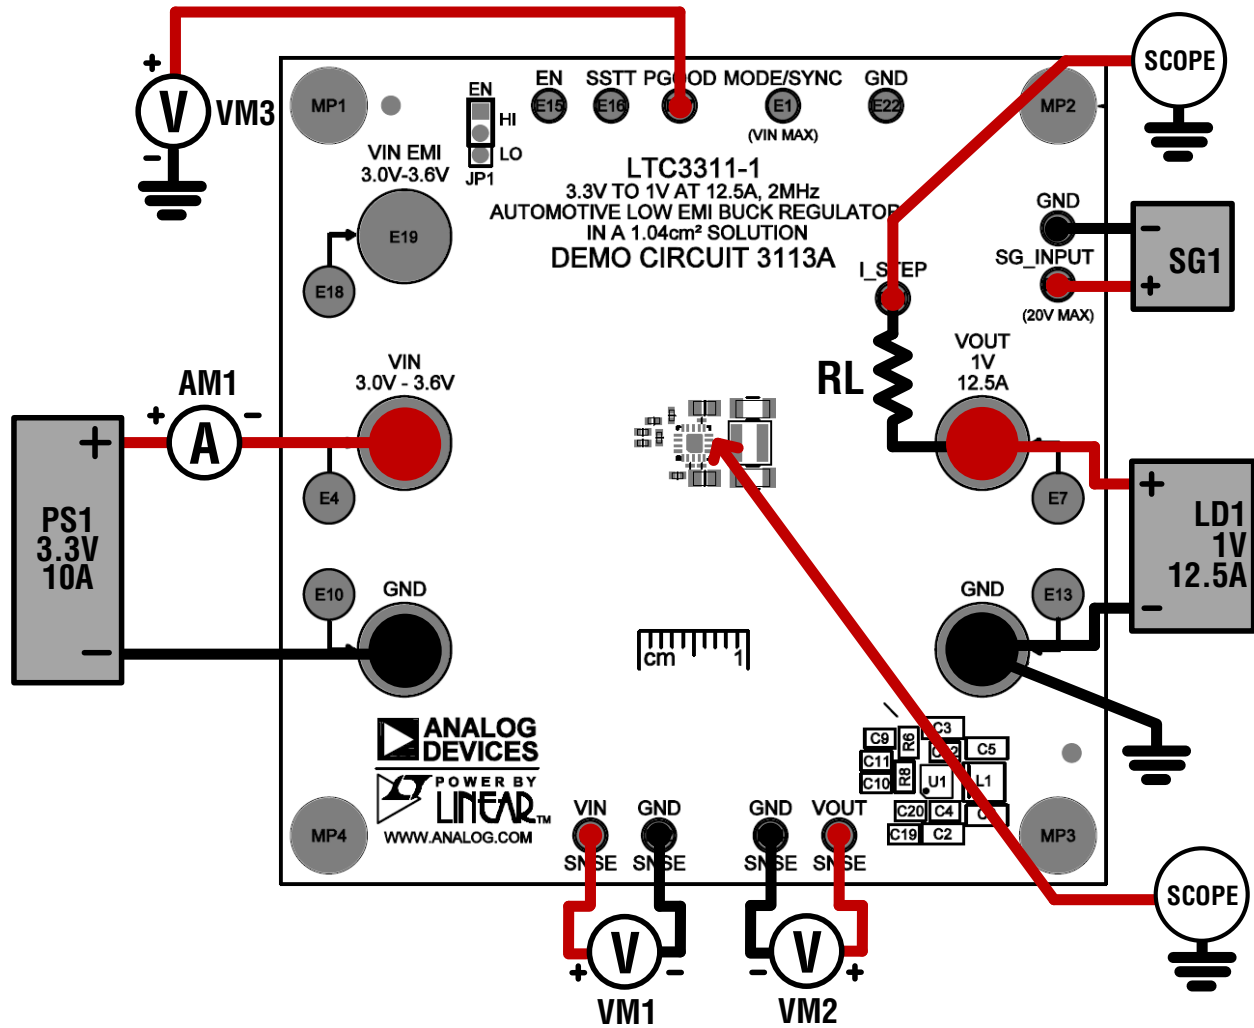 SCOPE
+
V
VM3
-
MP1
EN
HI
LO
JP1
EN SSTT PGOOD MODE/SYNC GND
E15 E16 E1 E22
(VIN MAX)
MP2
LTC3311-1
3.3V TO 1V AT 12.5A, 2MHz
AUTOMOTIVE LOW EMI BUCK REGULATOR
IN A 1.04cm² SOLUTION
DEMO CIRCUIT 3113A
VIN EMI
3.0V-3.6V
E19
E18
GND
SG_INPUT
(20V MAX)
-
+
SG1
I_STEP
RL
VIN
3.0V - 3.6V
AM1
+ -
A
VOUT
1V
12.5A
+
PS1
3.3V
10A
-
E4
E7
+
LD1
1V
12.5A
-
E10
GND
GND
E13
cm 1
ANALOG
DEVICES
POWER BY
LINEAR™
WWW.ANALOG.COM
C9
R6
C3
C5
C11
C10
R8
U1
L1
C20
C4
C19
C2
MP4
MP3
VIN GND GND VOUT
SNSE SNSE SNSE SNSE
+ V - - V +
VM1
VM2
SCOPE